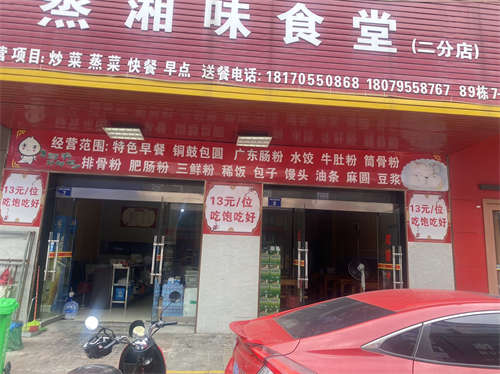 蒸湘味食堂(二分店)
营项目: 炒菜 蒸菜 快餐 早点 送餐电话: 18170550868 18079558767 89栋7-
经营范围: 特色早餐 铜鼓包圆 广东肠粉 水饺 牛肚粉 筒骨粉
排骨粉 肥肠粉 三鲜粉 稀饭 包子 馒头 油条 麻圆 豆浆
13元/位
吃饱吃好
13元/位
吃饱吃好
13元/位
吃饱吃好